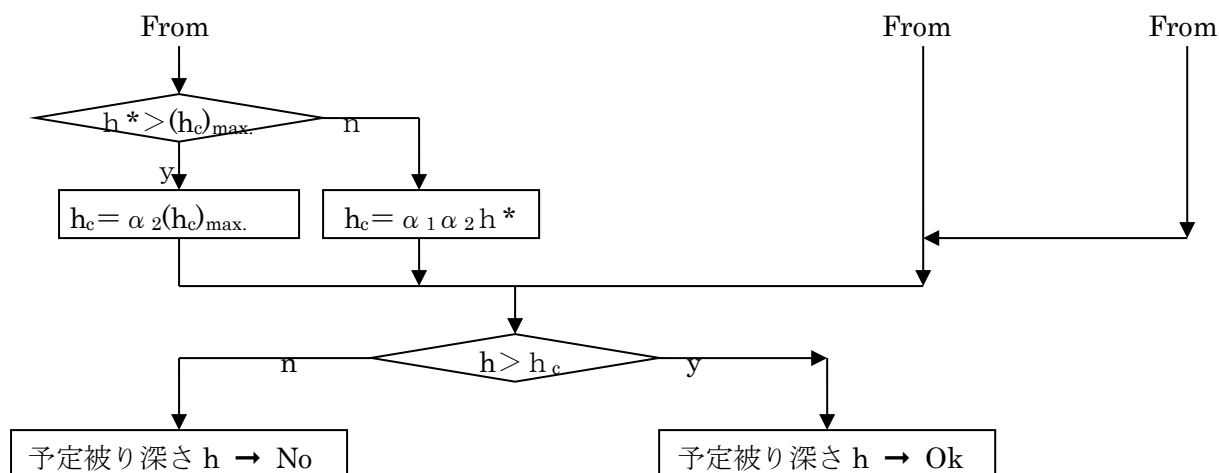 From From From
ｈ*＞(hc)max. ｎ
ｙ
hc＝α2(hc)max. hc＝α1α2ｈ*
n h＞ｈc y
予定被り深さ h → No 予定被り深さ h → Ok